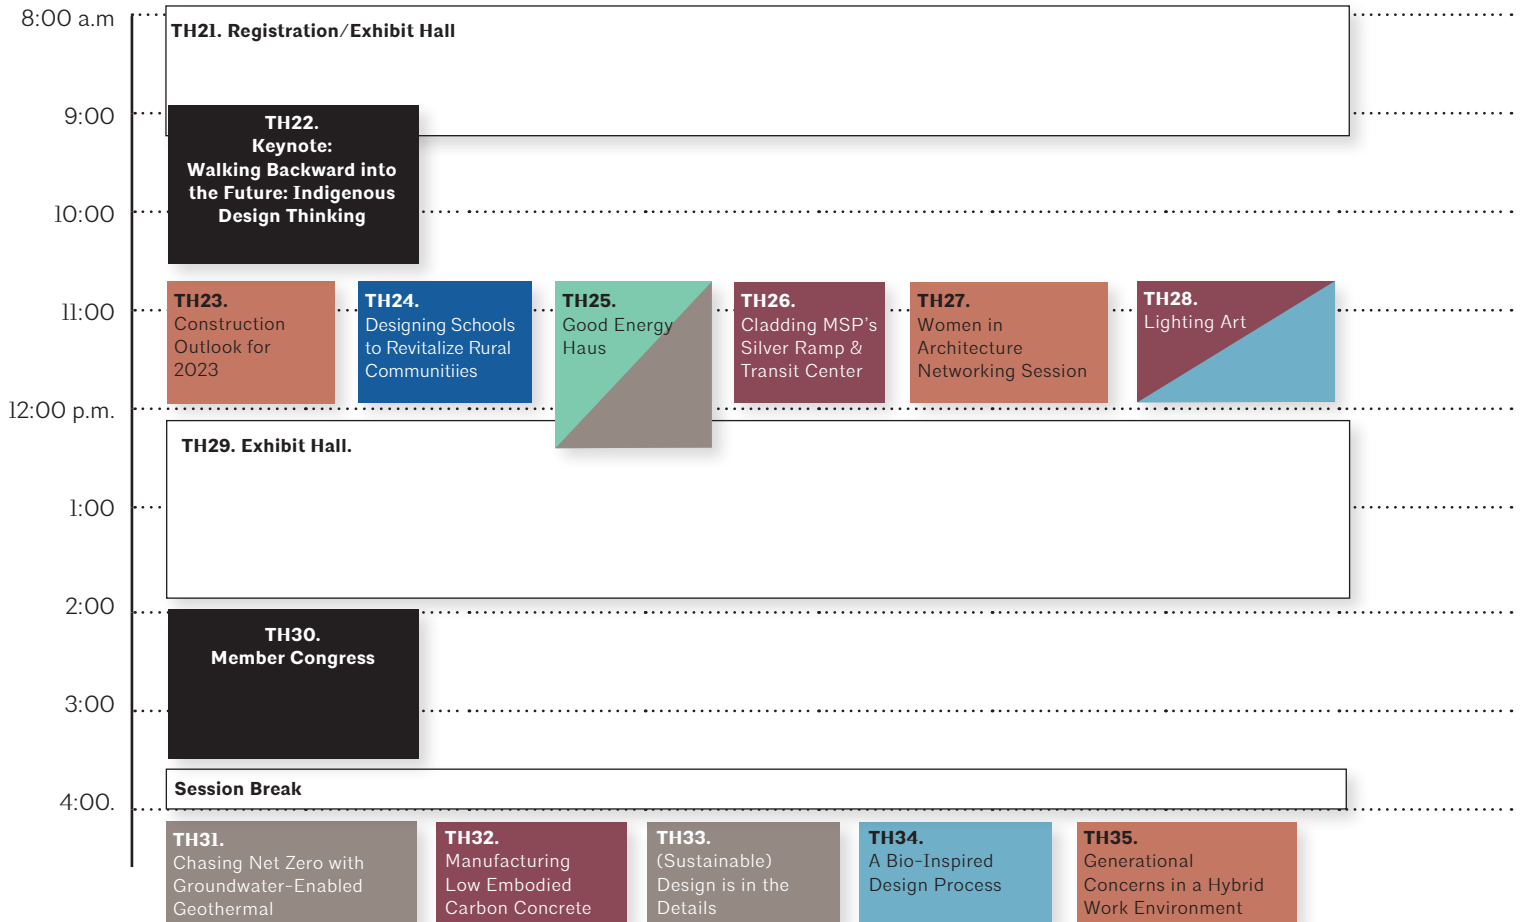 8:00 a.m
TH21. Registration/Exhibit Hall
9:00
TH22.
Keynote:
Walking Backward into
the Future: Indigenous
Design Thinking
10:00
11:00
TH23.
Construction
Outlook for
2023
TH24.
Designing Schools
to Revitalize Rural
Communitiies
TH25.
Good Energy
Haus
TH26.
Cladding MSP's
Silver Ramp &
Transit Center
TH27.
Women in
Architecture
Networking Session
TH28.
Lighting Art
12:00 p.m.
TH29. Exhibit Hall.
1:00
2:00
TH30.
Member Congress
3:00
Session Break
4:00.
TH31.
Chasing Net Zero with
Groundwater-Enabled
Geothermal
TH32.
Manufacturing
Low Embodied
Carbon Concrete
TH33.
(Sustainable)
Design is in the
Details
TH34.
A Bio-Inspired
Design Process
TH35.
Generational
Concerns in a Hybrid
Work Environment